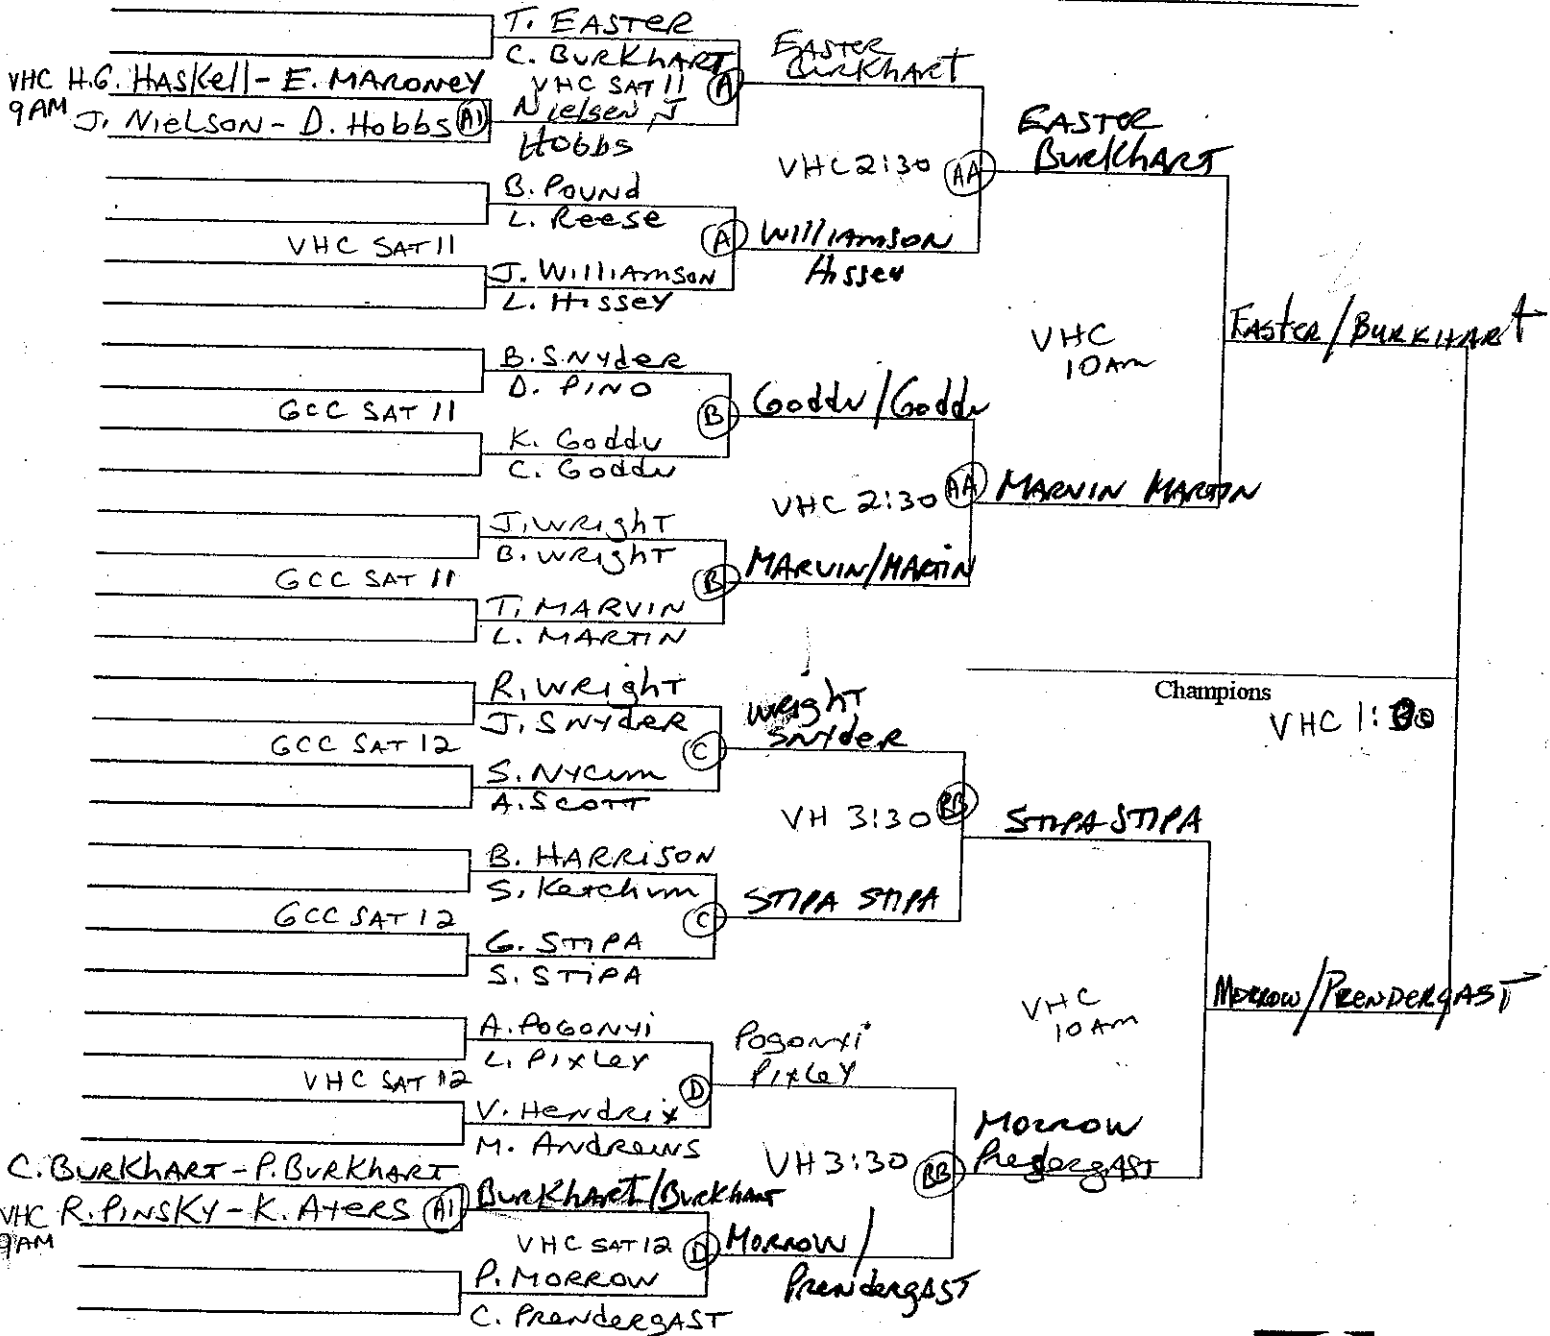 T. EASTER
C. BURKHART
VHC H.G. HASKell - E. MARONEY
9AM J. NIELSON - D. HOBBS A1
VHC SAT 11 A
Nielsen, J
HOBBS
EASTER
BURKHART
B. POUND
L. Reese
VHC SAT 11 A
J. WILLIAMSON
L. HISSEY
VHC 2:30 AA
WILLIAMSON
EASTER
BURKHART
B. SNYDER
D. PINO
GCC SAT 11 B
K. Goddu
C. Goddu
Goddu/Goddu
VHC
10AM
EASTER/BURKHART
J. WRIGHT
B. WRIGHT
GCC SAT 11 B
T. MARVIN
L. MARTIN
VHC 2:30 AA
MARVIN/MARTIN
MARVIN MARTIN
R. WRIGHT
J. SNYDER
GCC SAT 12 C
S. NYCUM
A. SCOTT
WRIGHT
SNYDER
Champions
VHC 1:
B. HARRISON
S. Ketchum
GCC SAT 12 C
G. STIPA
S. STIPA
VH 3:30 BB
STIPA STIPA
STIPA STIPA
A. POGONYI
L. PIXLEY
VHC SAT 12 D
V. Hendrix
M. ANDREWS
POGONYI
PIXLEY
VHC
10AM
MORROW/PRENDERGAST
C. BURKHART - P. BURKHART
VHC R. PINSKY - K. AYERS A1
9AM
BURKHART/BURKHART
VHC SAT 12 D
P. MORROW
C. PRENDERGAST
VH 3:30 BB
MORROW/
PRENDERGAST
MORROW